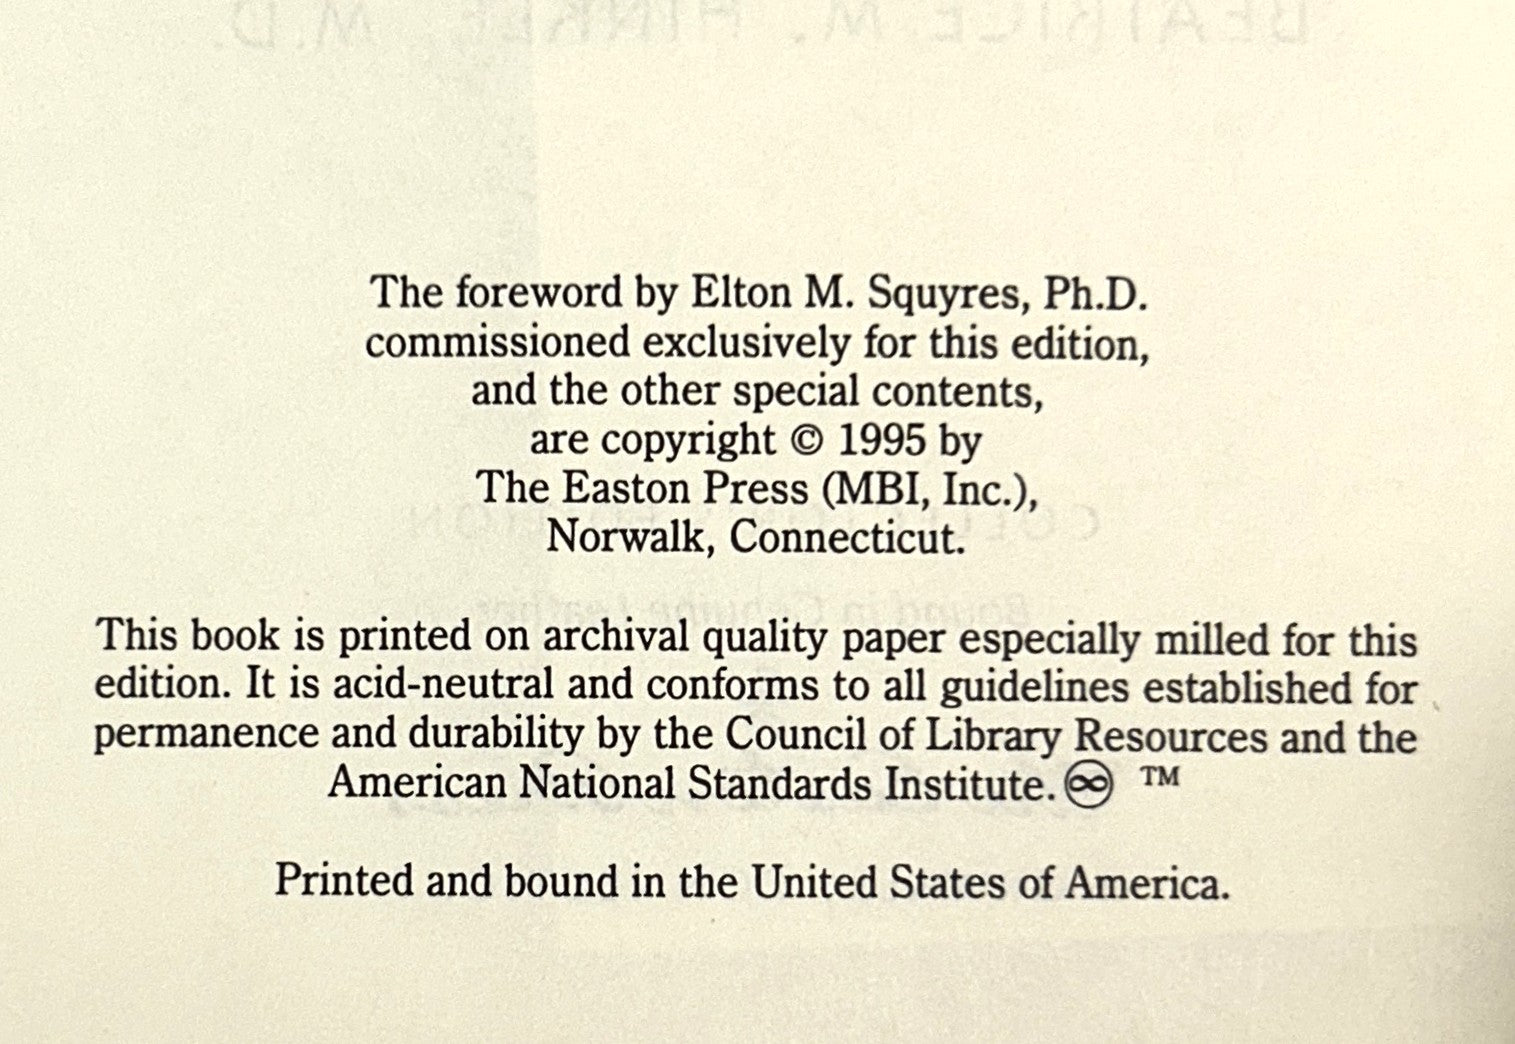 BEATRICE M. HINKLE, M.D.
The foreword by Elton M. Squyres, Ph.D.
commissioned exclusively for this edition,
and the other special contents,
are copyright © 1995 by
The Easton Press (MBI, Inc.),
Norwalk, Connecticut.
This book is printed on archival quality paper especially milled for this
edition. It is acid-neutral and conforms to all guidelines established for
permanence and durability by the Council of Library Resources and the
American National Standards Institute. ♾ ™
Printed and bound in the United States of America.